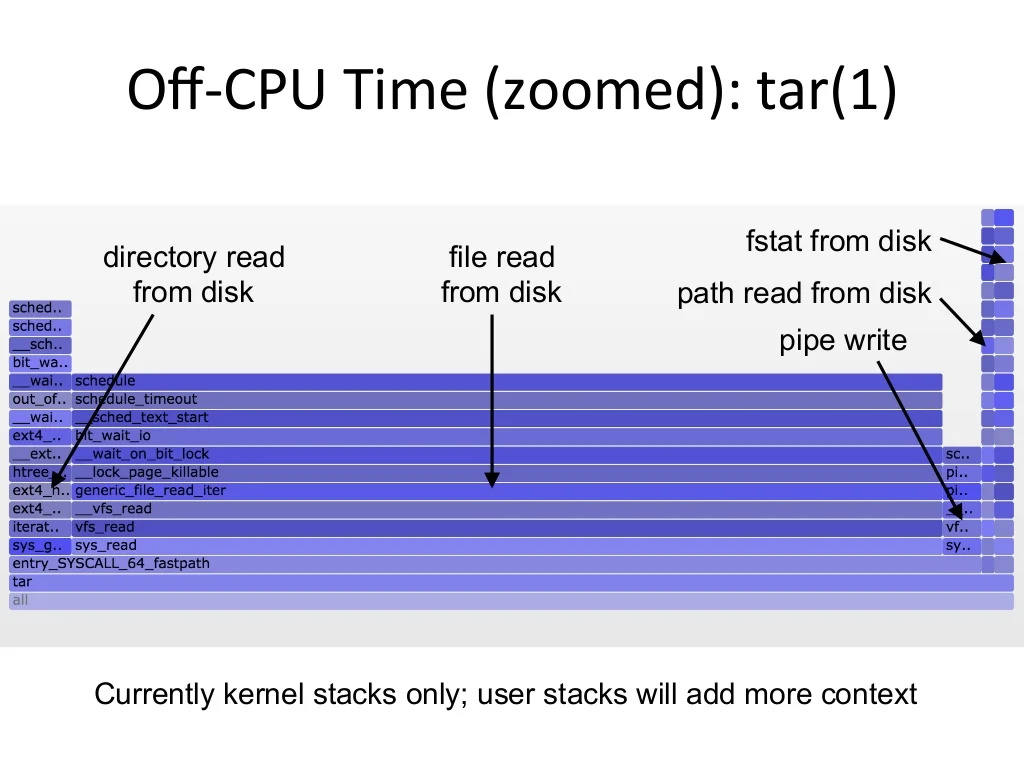 Off-CPU Time (zoomed): tar(1)
directory read
from disk
file read
from disk
fstat from disk
path read from disk
pipe write
sched..
sched..
__sch..
bit_wa..
__wai.. schedule
out_of.. schedule_timeout
__wai.. __sched_text_start
ext4_.. bit_wait_io
__ext.. __wait_on_bit_lock sc..
htree_.. __lock_page_killable pi..
ext4_h.. generic_file_read_iter pi..
ext4_.. __vfs_read
iterat.. vfs_read vf..
sys_g.. sys_read sy..
entry_SYSCALL_64_fastpath
tar
all
Currently kernel stacks only; user stacks will add more context